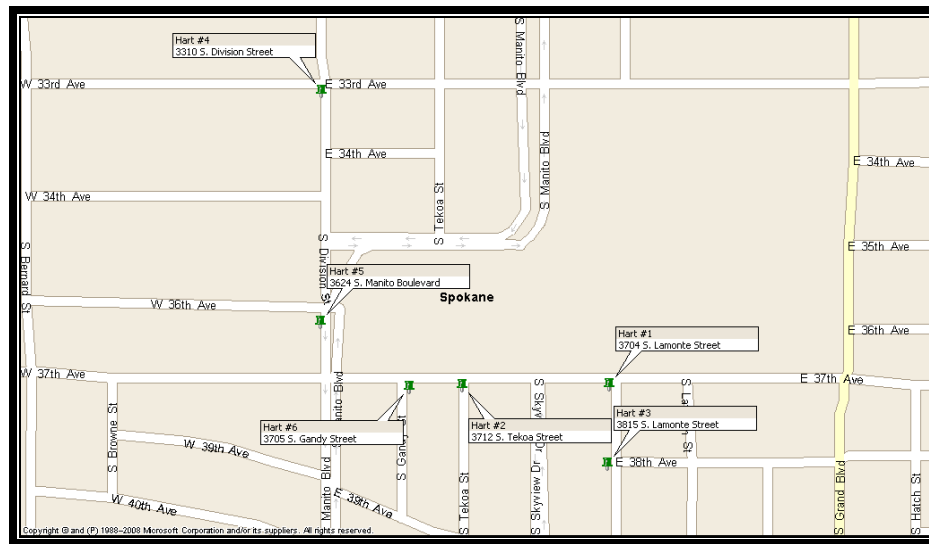 S Manito Blvd
Hart #4
3310 S. Division Street
W 33rd Ave
E 33rd Ave
E 34th Ave
S Manito Blvd
E 34th Ave
S Tekoa St
W 34th Ave
S Bernard St
S Division St
E 35th Ave
Hart #5
3624 S. Manito Boulevard
Spokane
W 36th Ave
E 36th Ave
Hart #1
3704 S. Lamonte Street
W 37th Ave
E 37th Ave
Hart #6
3705 S. Gandy Street
Hart #2
3712 S. Tekoa Street
Hart #3
3815 S. Lamonte Street
S Browne St
W 39th Ave
E 38th Ave
W 40th Ave
E 39th Ave
Manito Blvd
S Tekoa St
S Skyview Dr
S Grand Blvd
S Hatch St
Copyright © and (P) 1988–2008 Microsoft Corporation and/or its suppliers. All rights reserved.